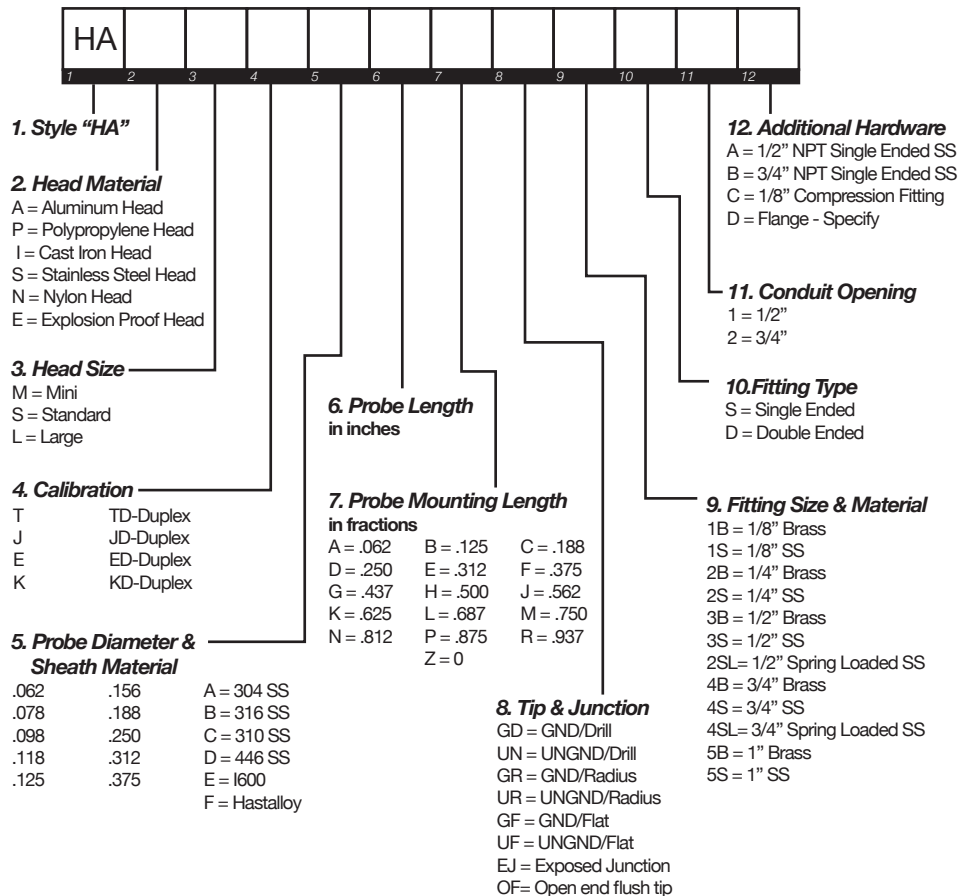 HA
1 2 3 4 5 6 7 8 9 10 11 12
1. Style “HA”
2. Head Material
A = Aluminum Head
P = Polypropylene Head
I = Cast Iron Head
S = Stainless Steel Head
N = Nylon Head
E = Explosion Proof Head
3. Head Size
M = Mini
S = Standard
L = Large
4. Calibration
T TD-Duplex
J JD-Duplex
E ED-Duplex
K KD-Duplex
5. Probe Diameter &
Sheath Material
.062 .156 A = 304 SS
.078 .188 B = 316 SS
.098 .250 C = 310 SS
.118 .312 D = 446 SS
.125 .375 E = I600
F = Hastalloy
6. Probe Length
in inches
7. Probe Mounting Length
in fractions
A = .062 B = .125 C = .188
D = .250 E = .312 F = .375
G = .437 H = .500 J = .562
K = .625 L = .687 M = .750
N = .812 P = .875 R = .937
Z = 0
8. Tip & Junction
GD = GND/Drill
UN = UNGND/Drill
GR = GND/Radius
UR = UNGND/Radius
GF = GND/Flat
UF = UNGND/Flat
EJ = Exposed Junction
OF= Open end flush tip
9. Fitting Size & Material
1B = 1/8” Brass
1S = 1/8” SS
2B = 1/4” Brass
2S = 1/4” SS
3B = 1/2” Brass
3S = 1/2” SS
2SL= 1/2” Spring Loaded SS
4B = 3/4” Brass
4S = 3/4” SS
4SL= 3/4” Spring Loaded SS
5B = 1” Brass
5S = 1” SS
10.Fitting Type
S = Single Ended
D = Double Ended
11. Conduit Opening
1 = 1/2”
2 = 3/4”
12. Additional Hardware
A = 1/2” NPT Single Ended SS
B = 3/4” NPT Single Ended SS
C = 1/8” Compression Fitting
D = Flange - Specify